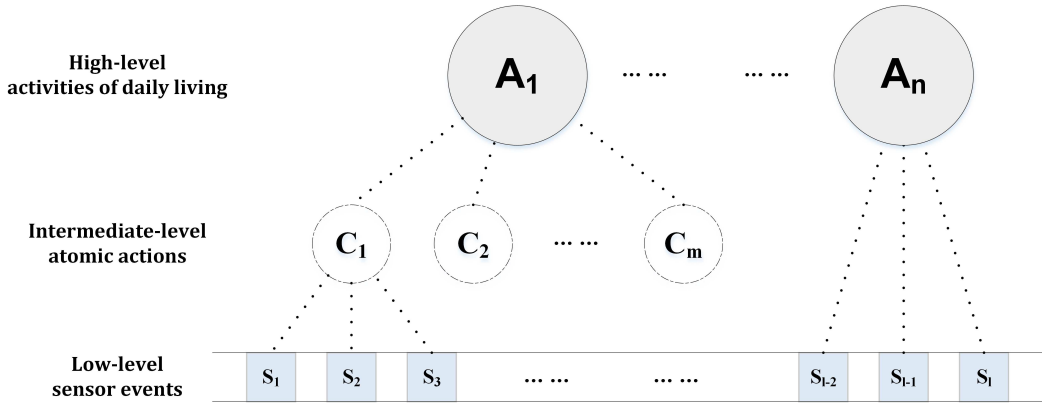 High-level
activities of daily living
A₁ ... ... ... ... Aₙ
Intermediate-level
atomic actions
C₁ C₂ ... ... Cₘ
Low-level
sensor events
S₁ S₂ S₃ ... ... ... ... Sₗ₋₂ Sₗ₋₁ Sₗ